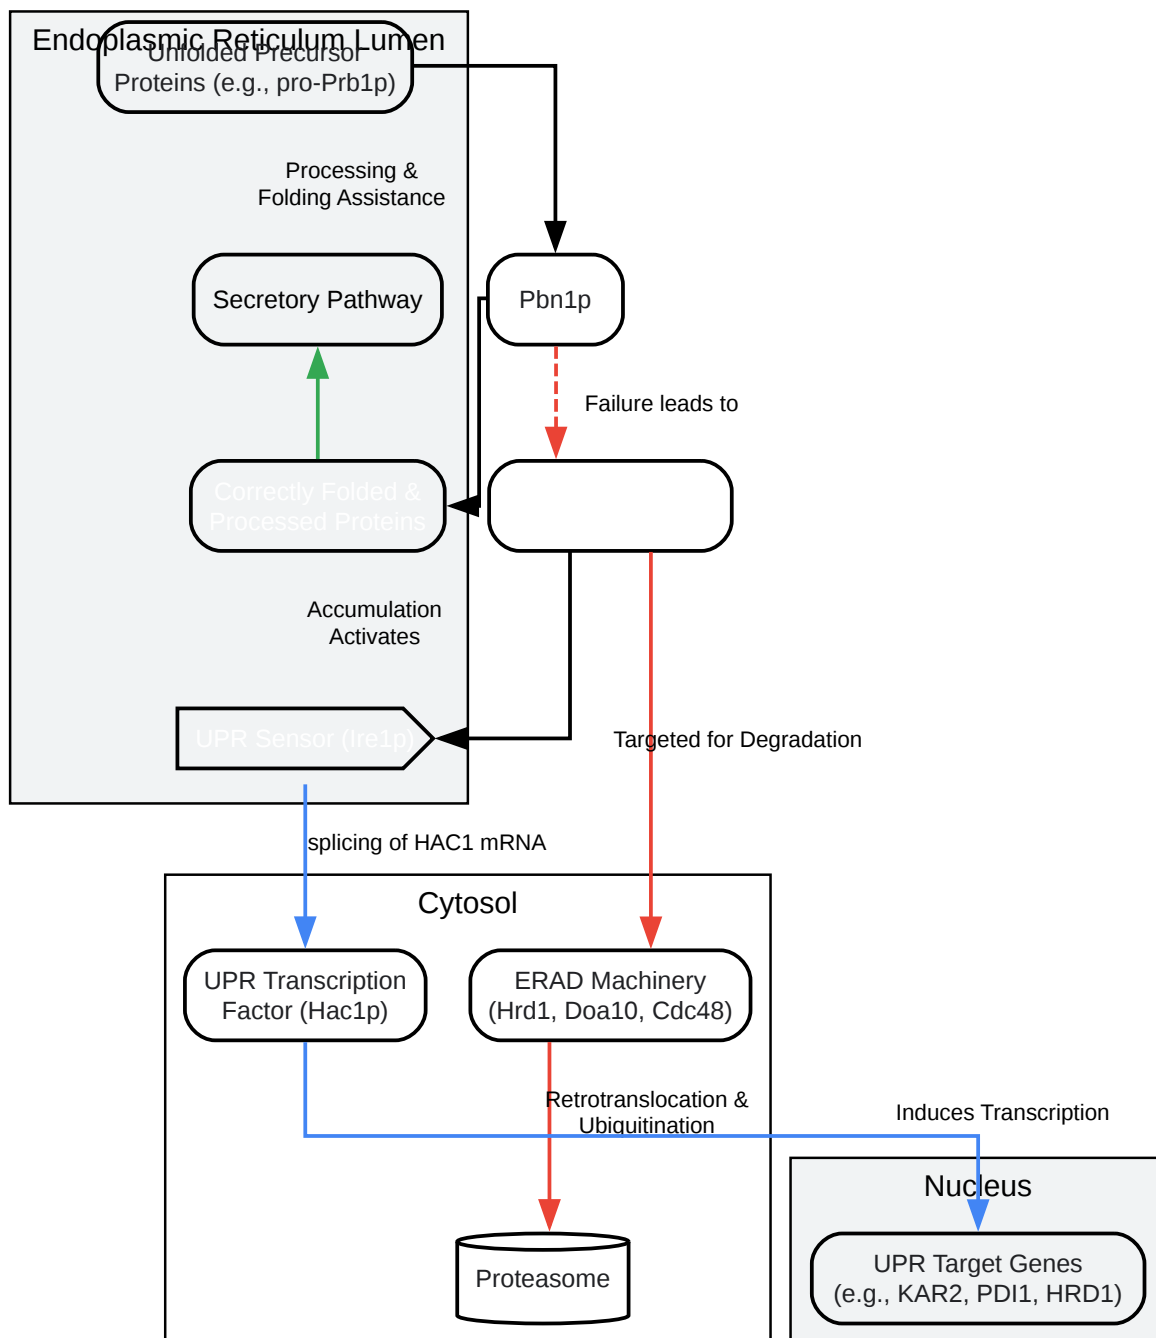 Endoplasmic Reticulum Lumen
Unfolded Precursor
Proteins (e.g., pro-Prb1p)
Processing &
Folding Assistance
Secretory Pathway
Pbn1p
Failure leads to
Correctly Folded &
Processed Proteins
Accumulation
Activates
UPR Sensor (Ire1p)
Targeted for Degradation
splicing of HAC1 mRNA
Cytosol
UPR Transcription
Factor (Hac1p)
ERAD Machinery
(Hrd1, Doa10, Cdc48)
Retrotranslocation &
Ubiquitination
Induces Transcription
Nucleus
Proteasome
UPR Target Genes
(e.g., KAR2, PDI1, HRD1)